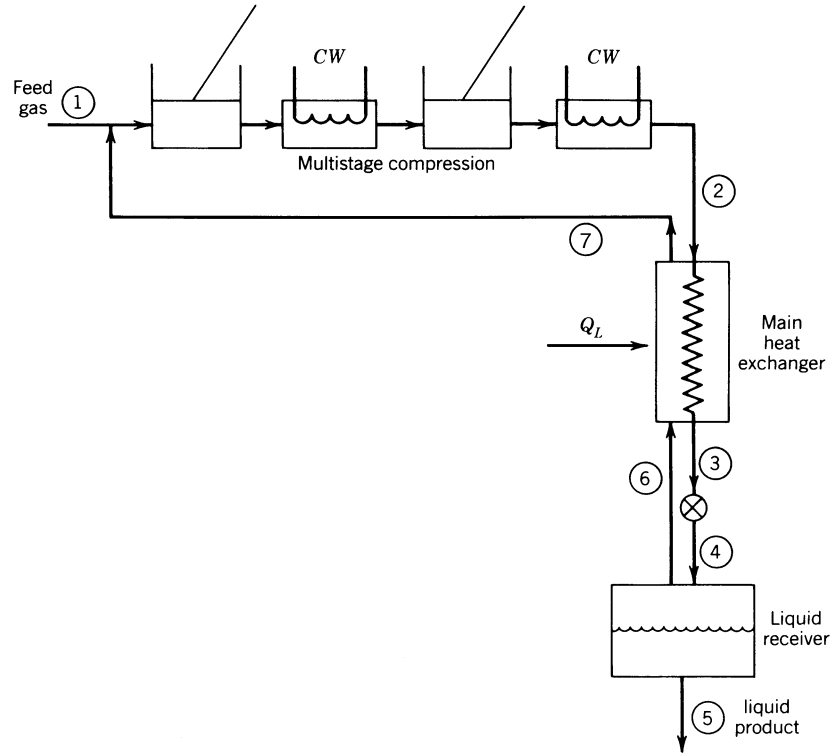 CW
CW
Feed
gas
1
Multistage compression
2
7
Q_L
Main
heat
exchanger
3
6
4
Liquid
receiver
5
liquid
product